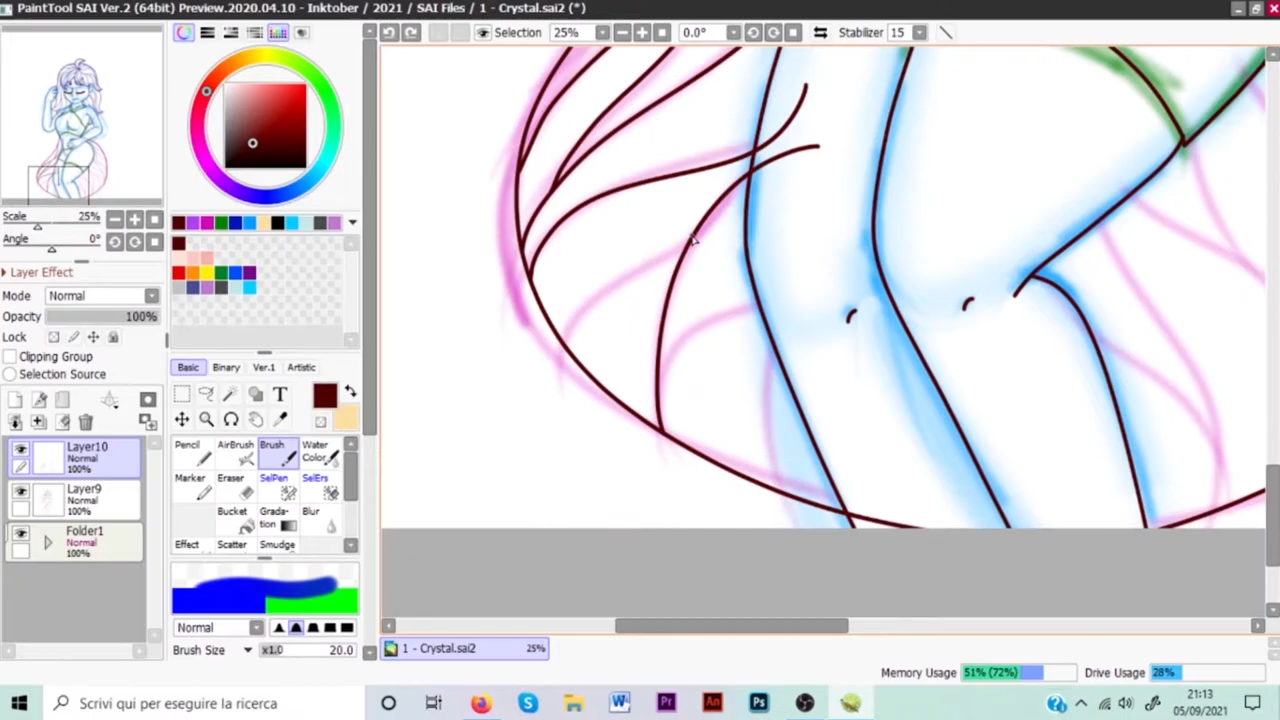 PaintTool SAI Ver.2 (64bit) Preview.2020.04.10 - Inktober / 2021 / SAI Files / 1 - Crystal.sai2 (*)
Selection 25% 0.0° Stabilizer 15
Scale 25%
Angle 0°
Layer Effect
Mode Normal
Opacity 100%
Lock
Clipping Group
Selection Source
Basic Binary Ver.1 Artistic
T
Pencil AirBrush Brush Water Color
Marker Eraser SelPen SelErs
Bucket Grada-tion Blur
Effect Scatter Smudge
Layer10
Normal
100%
Layer9
Normal
100%
Folder1
Normal
100%
Normal
Brush Size x1.0 20.0
1 - Crystal.sai2 25%
Memory Usage 51% (72%) Drive Usage 28%
Scrivi qui per eseguire la ricerca
W Pr An Ps
21:13
05/09/2021